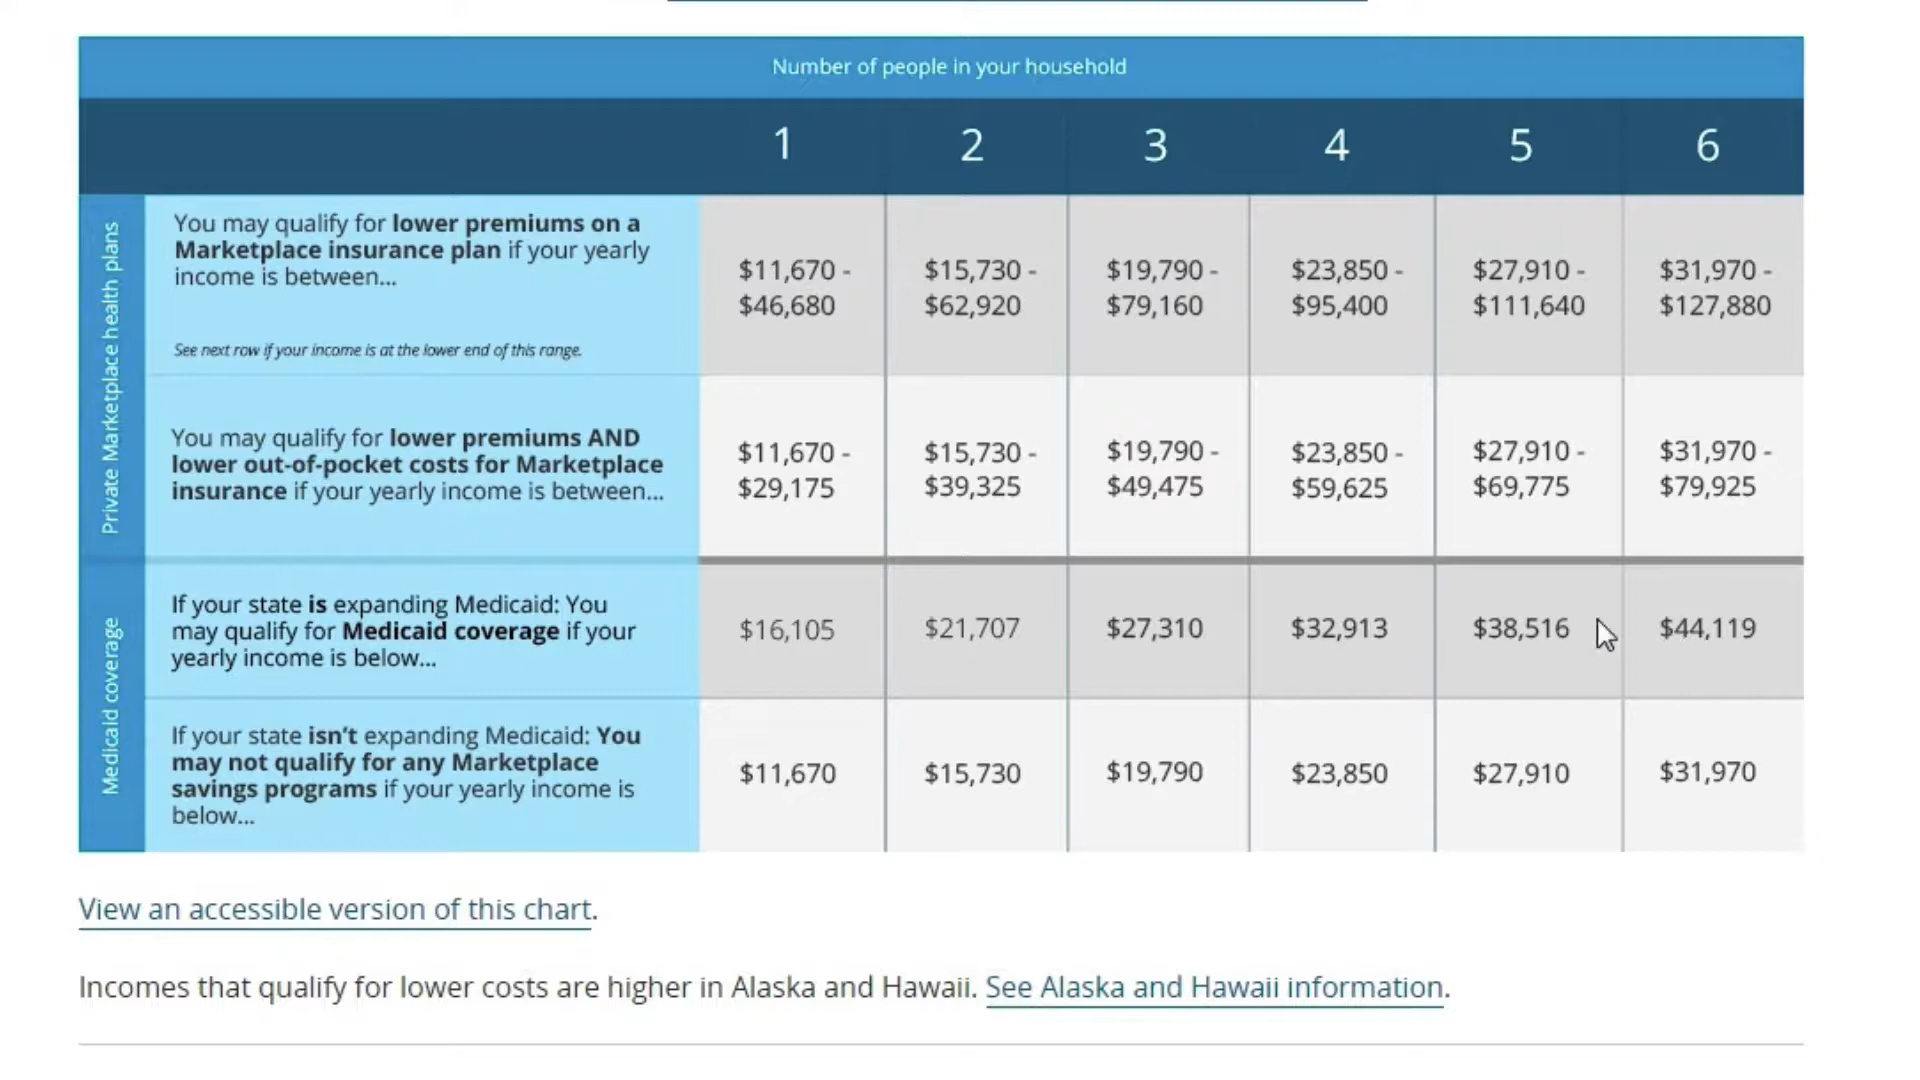 Number of people in your household
1 2 3 4 5 6
Private Marketplace health plans
You may qualify for lower premiums on a
Marketplace insurance plan if your yearly
income is between...
See next row if your income is at the lower end of this range.
$11,670 - $15,730 - $19,790 - $23,850 - $27,910 - $31,970 -
$46,680 $62,920 $79,160 $95,400 $111,640 $127,880
You may qualify for lower premiums AND
lower out-of-pocket costs for Marketplace
insurance if your yearly income is between...
$11,670 - $15,730 - $19,790 - $23,850 - $27,910 - $31,970 -
$29,175 $39,325 $49,475 $59,625 $69,775 $79,925
Medicaid coverage
If your state is expanding Medicaid: You
may qualify for Medicaid coverage if your
yearly income is below...
$16,105 $21,707 $27,310 $32,913 $38,516 $44,119
If your state isn't expanding Medicaid: You
may not qualify for any Marketplace
savings programs if your yearly income is
below...
$11,670 $15,730 $19,790 $23,850 $27,910 $31,970
View an accessible version of this chart.
Incomes that qualify for lower costs are higher in Alaska and Hawaii. See Alaska and Hawaii information.